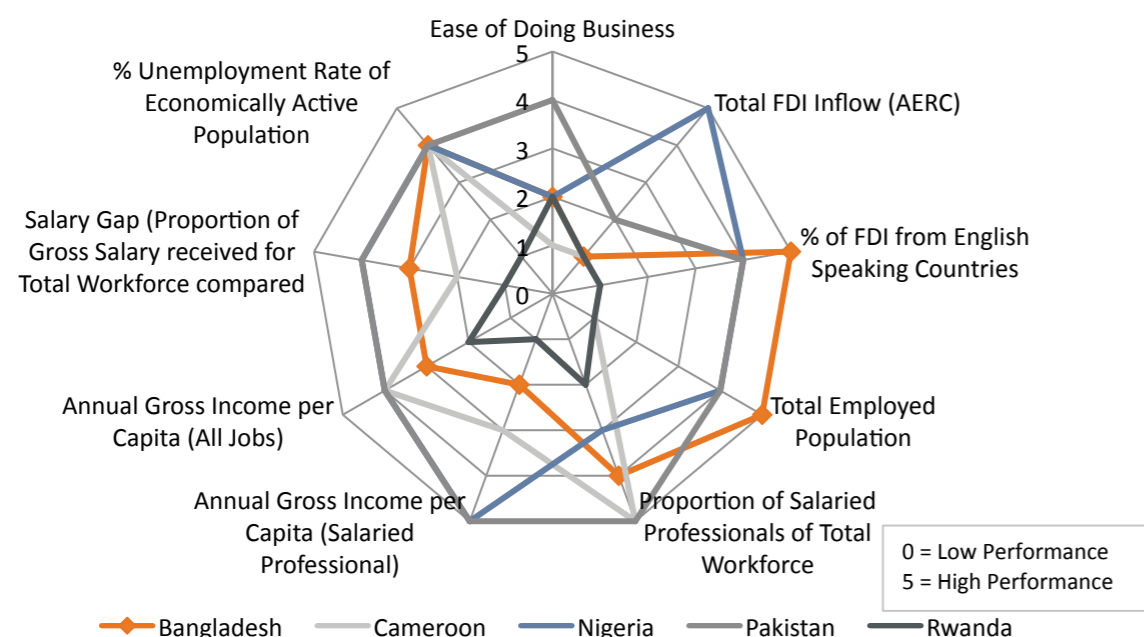 Ease of Doing Business
5
4
3
2
1
0
% Unemployment Rate of
Economically Active
Population
Total FDI Inflow (AERC)
Salary Gap (Proportion of
Gross Salary received for
Total Workforce compared
% of FDI from English
Speaking Countries
Annual Gross Income per
Capita (All Jobs)
Total Employed
Population
Annual Gross Income per
Capita (Salaried
Professional)
Proportion of Salaried
Professionals of Total
Workforce
0 = Low Performance
5 = High Performance
Bangladesh
Cameroon
Nigeria
Pakistan
Rwanda